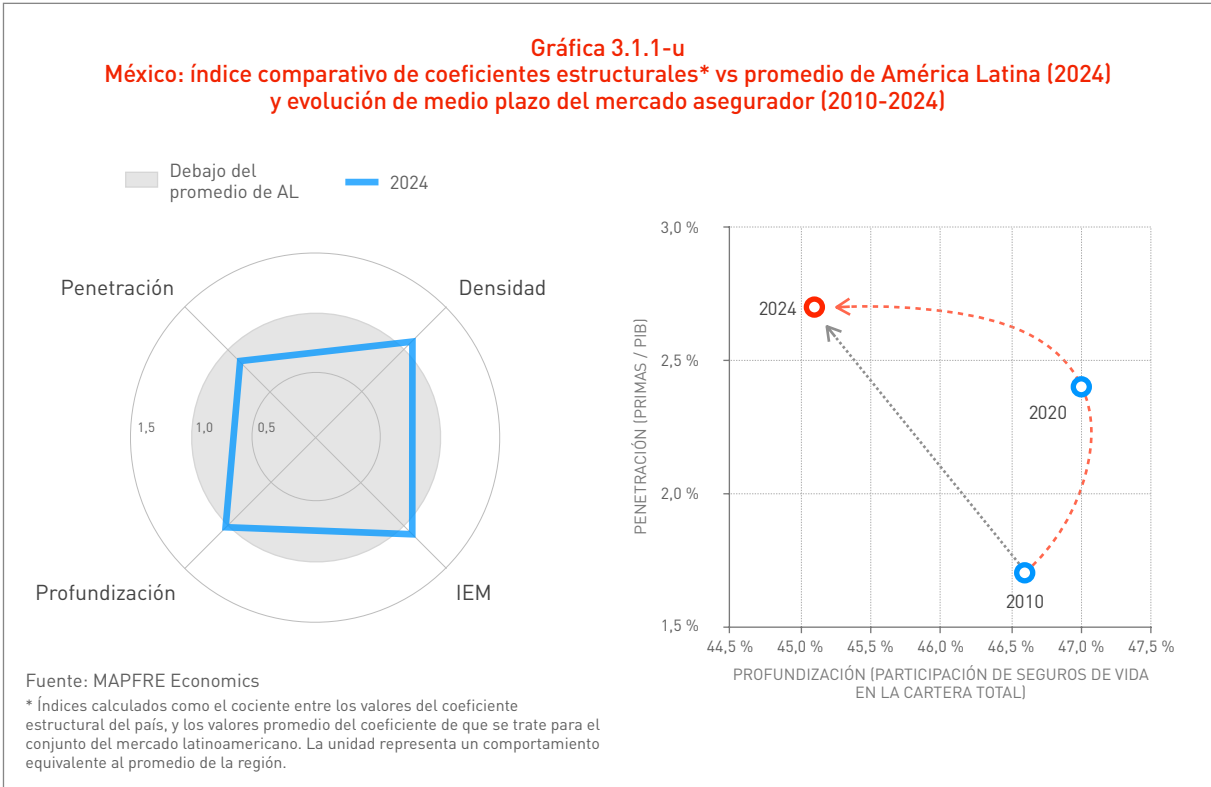 Gráfica 3.1.1-u
México: índice comparativo de coeficientes estructurales* vs promedio de América Latina (2024)
y evolución de medio plazo del mercado asegurador (2010-2024)
Debajo del
promedio de AL
2024
Penetración
Densidad
1,5
1,0
0,5
Profundización
IEM
PENETRACIÓN (PRIMAS / PIB)
3,0 %
2,5 %
2,0 %
1,5 %
2024
2020
2010
44,5 %
45,0 %
45,5 %
46,0 %
46,5 %
47,0 %
47,5 %
PROFUNDIZACIÓN (PARTICIPACIÓN DE SEGUROS DE VIDA
EN LA CARTERA TOTAL)
Fuente: MAPFRE Economics
* Índices calculados como el cociente entre los valores del coeficiente
estructural del país, y los valores promedio del coeficiente de que se trate para el
conjunto del mercado latinoamericano. La unidad representa un comportamiento
equivalente al promedio de la región.